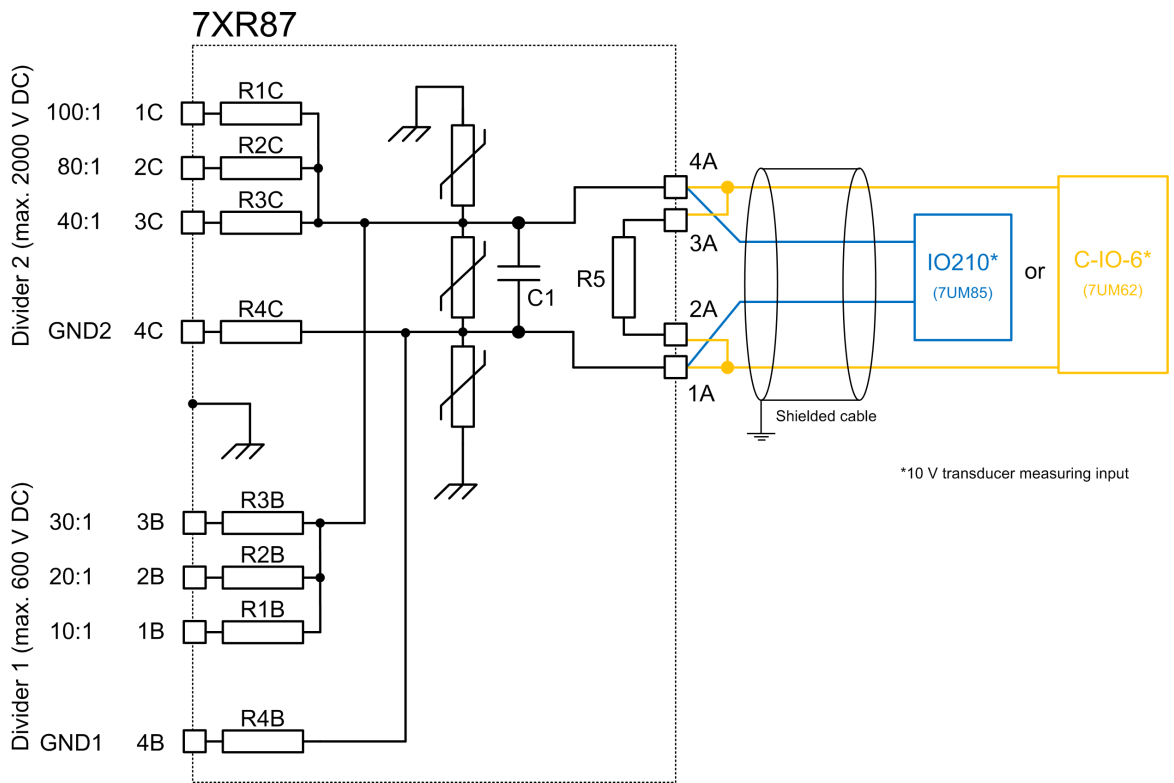 7XR87
Divider 2 (max. 2000 V DC)
100:1 1C R1C
80:1 2C R2C
40:1 3C R3C
GND2 4C R4C
C1
R5
4A
3A
2A
1A
IO210*
(7UM85)
or
C-IO-6*
(7UM62)
Shielded cable
*10 V transducer measuring input
Divider 1 (max. 600 V DC)
30:1 3B R3B
20:1 2B R2B
10:1 1B R1B
GND1 4B R4B